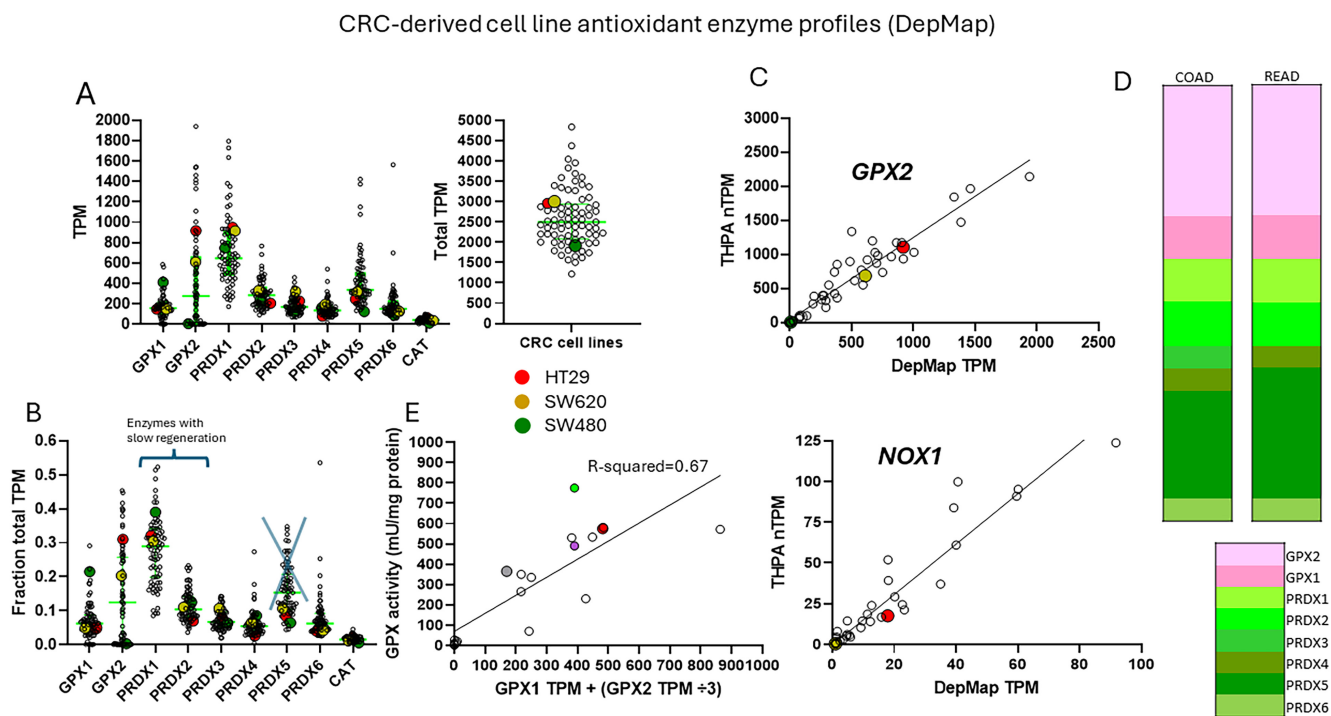 CRC-derived cell line antioxidant enzyme profiles (DepMap)
A
TPM
2000
1800
1600
1400
1200
1000
800
600
400
200
0
GPX1
GPX2
PRDX1
PRDX2
PRDX3
PRDX4
PRDX5
PRDX6
CAT
Total TPM
5000
4500
4000
3500
3000
2500
2000
1500
1000
500
0
CRC cell lines
HT29
SW620
SW480
B
Enzymes with
slow regeneration
Fraction total TPM
0.6
0.5
0.4
0.3
0.2
0.1
0.0
GPX1
GPX2
PRDX1
PRDX2
PRDX3
PRDX4
PRDX5
PRDX6
CAT
C
GPX2
THPA nTPM
3000
2000
1500
1000
500
0
0
500
1000
1500
2000
2500
DepMap TPM
NOX1
THPA nTPM
125
100
75
50
25
0
0
20
40
60
80
100
DepMap TPM
D
COAD
READ
GPX2
GPX1
PRDX1
PRDX2
PRDX3
PRDX4
PRDX5
PRDX6
E
R-squared=0.67
GPX activity (mU/mg protein)
1000
900
800
700
600
500
400
300
200
100
0
0
100
200
300
400
500
600
700
800
900
1000
GPX1 TPM + (GPX2 TPM ÷3)